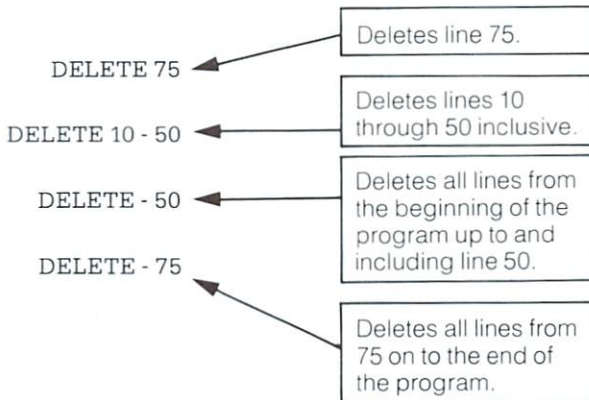 DELETE 75
Deletes line 75.
DELETE 10 - 50
Deletes lines 10
through 50 inclusive.
DELETE - 50
Deletes all lines from
the beginning of the
program up to and
including line 50.
DELETE - 75
Deletes all lines from
75 on to the end of
the program.